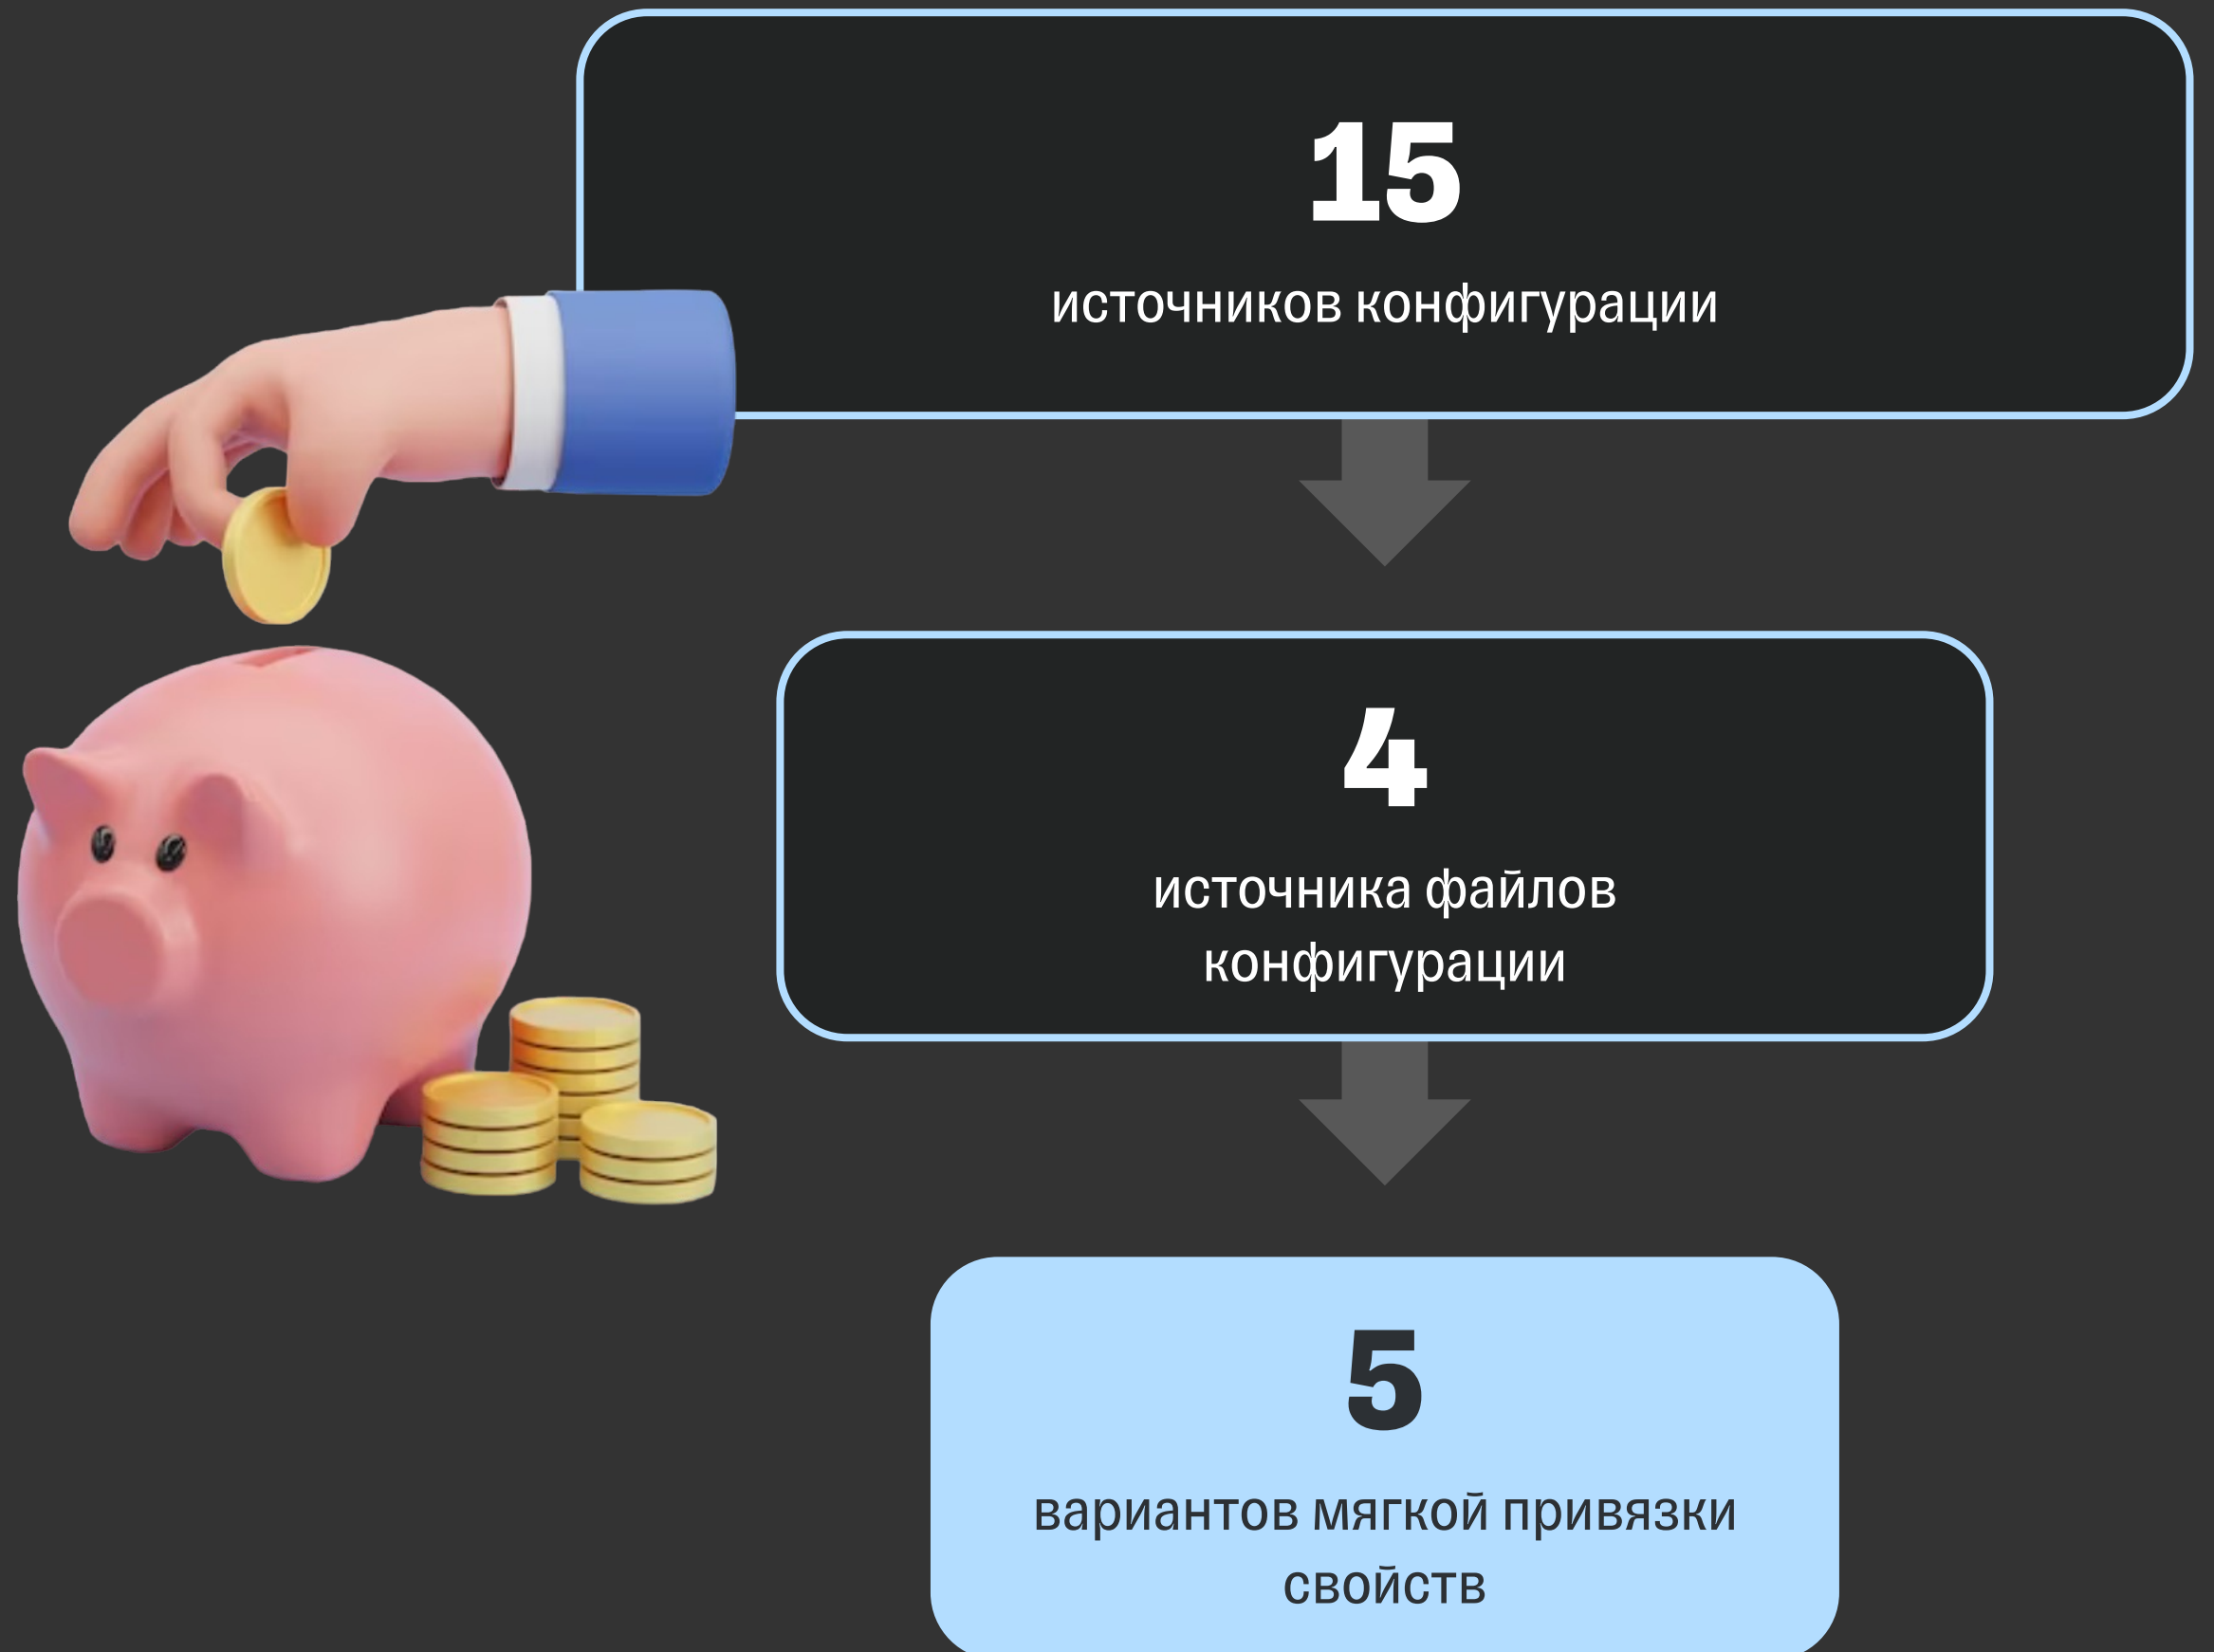 15
источников конфигурации
4
источника файлов
конфигурации
5
вариантов мягкой привязки
свойств